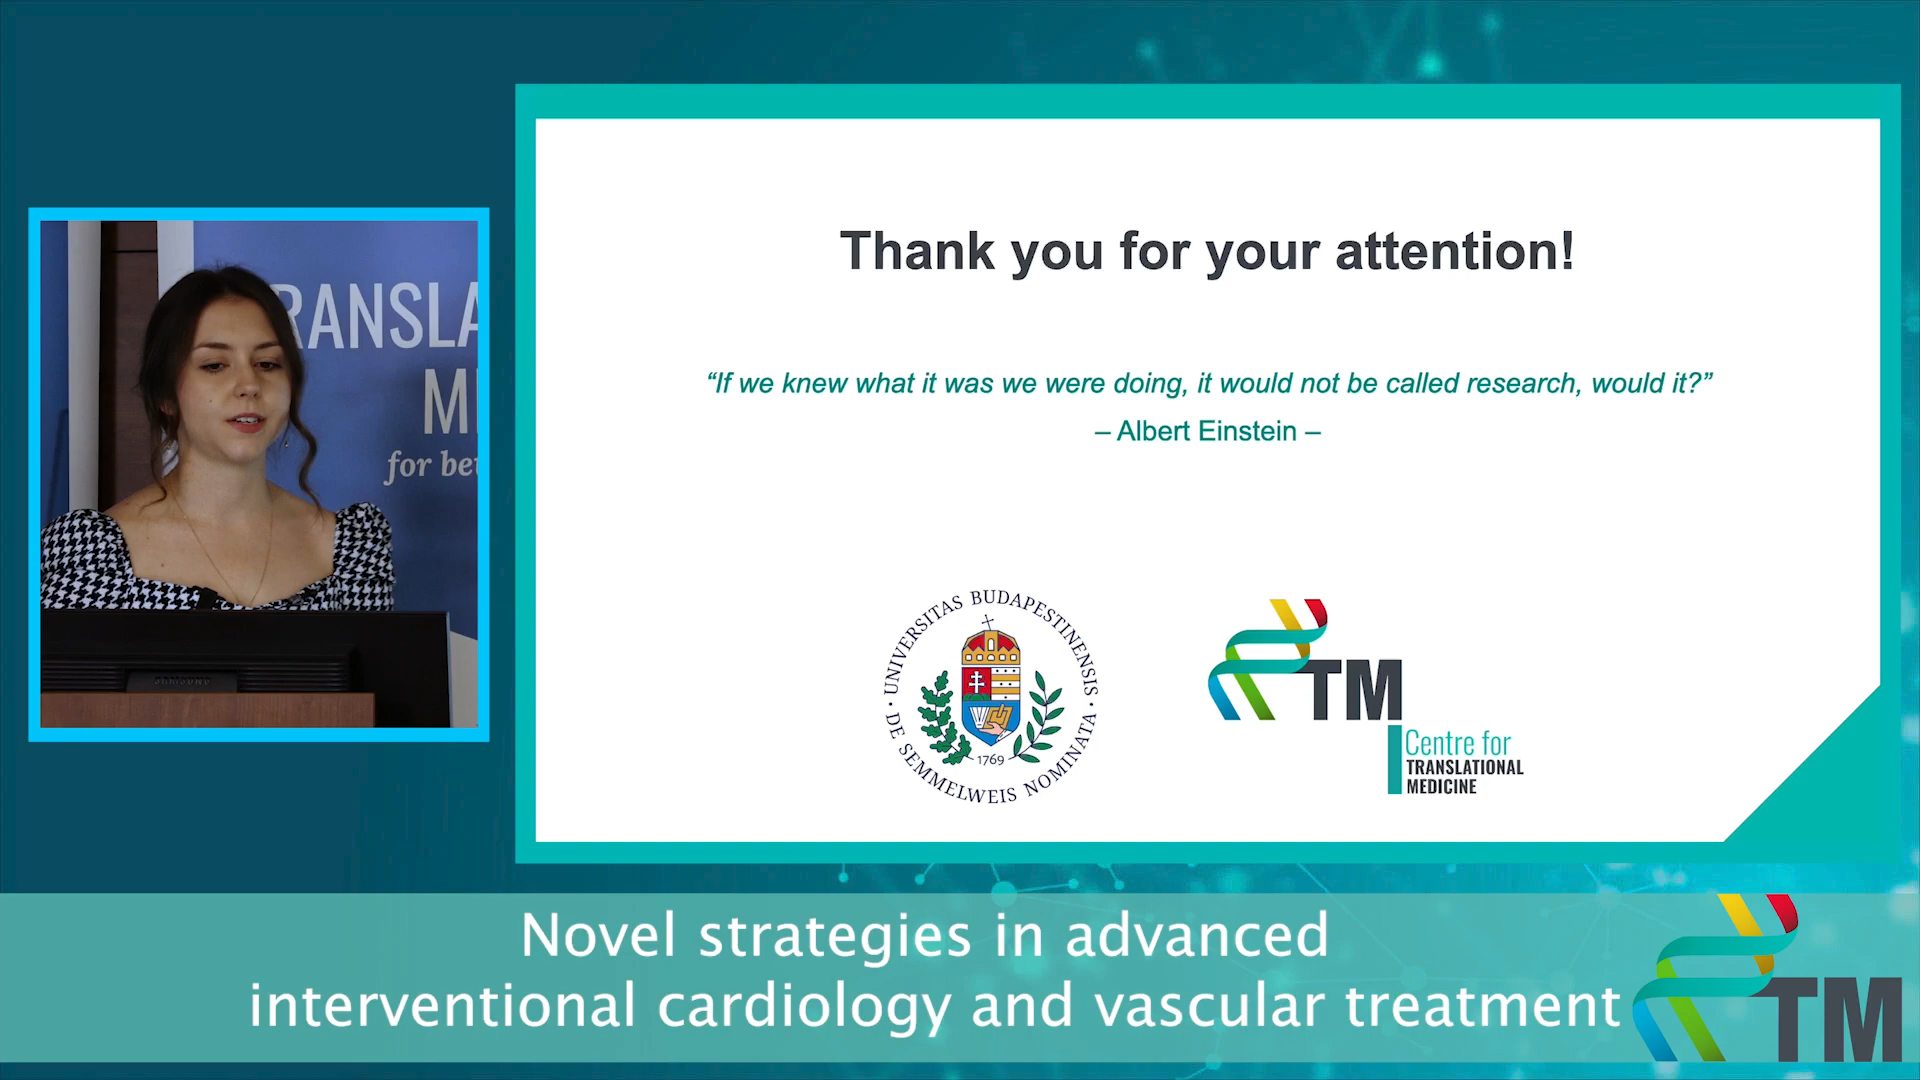 RANSLA
M
for be
SAMSUNG
Thank you for your attention!
“If we knew what it was we were doing, it would not be called research, would it?”
– Albert Einstein –
UNIVERSITAS BUDAPESTINENSIS
· DE SEMMELWEIS NOMINATA ·
1769
TM
Centre for
TRANSLATIONAL
MEDICINE
Novel strategies in advanced
interventional cardiology and vascular treatment
TM